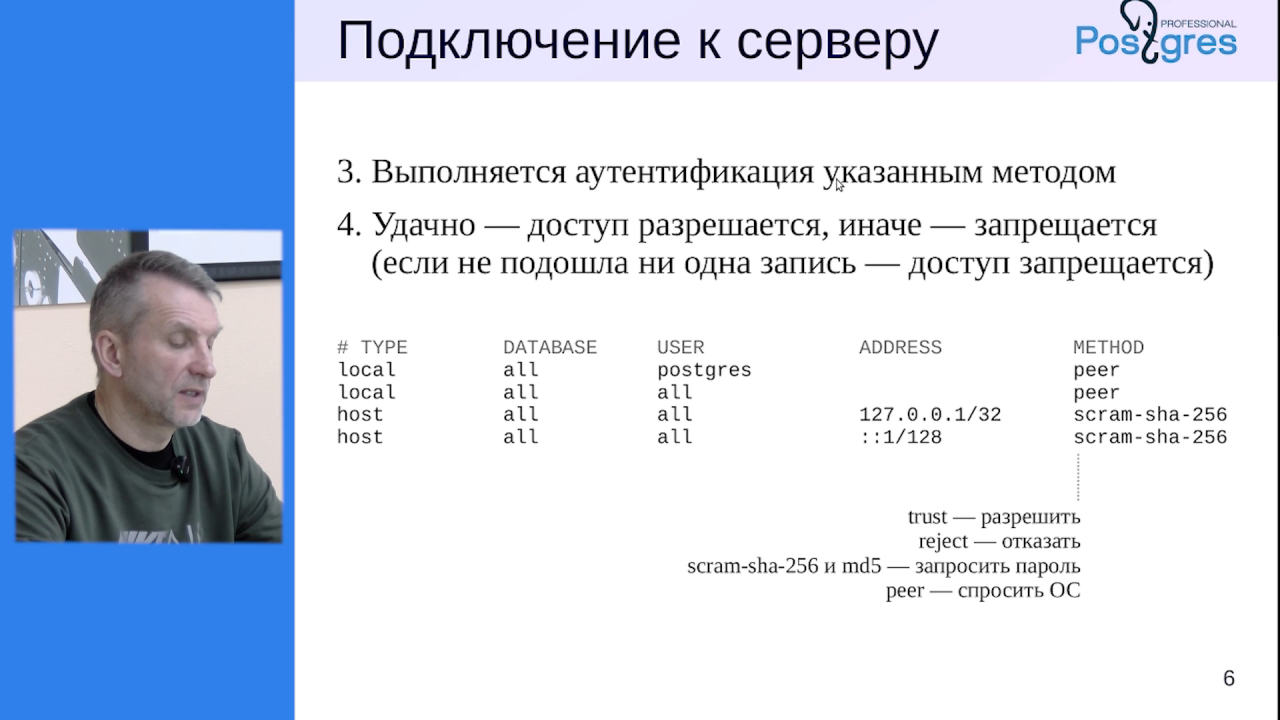 Подключение к серверу
PROFESSIONAL
Postgres
3. Выполняется аутентификация указанным методом
4. Удачно — доступ разрешается, иначе — запрещается
(если не подошла ни одна запись — доступ запрещается)
# TYPE DATABASE USER ADDRESS METHOD
local all postgres peer
local all all peer
host all all 127.0.0.1/32 scram-sha-256
host all all ::1/128 scram-sha-256
trust — разрешить
reject — отказать
scram-sha-256 и md5 — запросить пароль
peer — спросить ОС
6